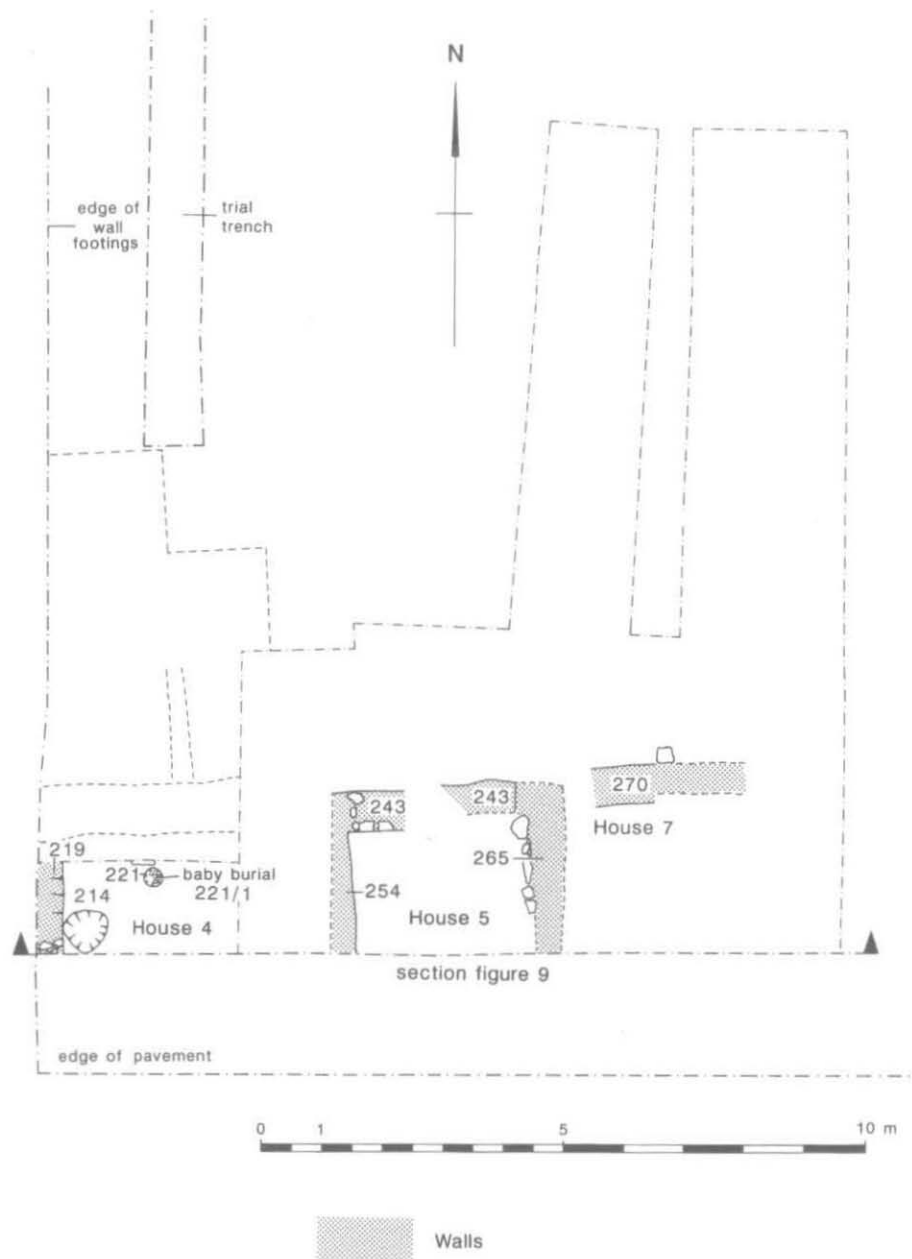 N
edge of
wall
footings
trial
trench
243
243
270
House 7
219
221
baby burial
221/1
265
214
254
House 4
House 5
section figure 9
edge of pavement
0 1 5 10 m
Walls